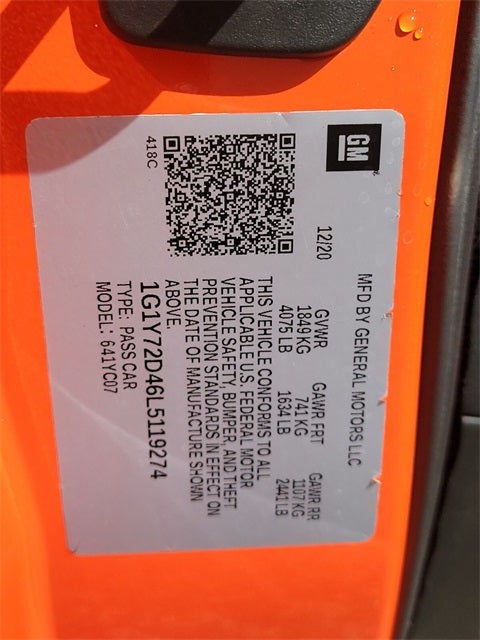 GM
MFD BY GENERAL MOTORS LLC
12/20
GVWR GAWR FRT GAWR RR
1849 KG 741 KG 1107 KG
4075 LB 1634 LB 2441 LB
THIS VEHICLE CONFORMS TO ALL
APPLICABLE U.S. FEDERAL MOTOR
VEHICLE SAFETY, BUMPER, AND THEFT
PREVENTION STANDARDS IN EFFECT ON
THE DATE OF MANUFACTURE SHOWN
ABOVE.
418C
1G1Y72D46L5119274
TYPE: PASS CAR
MODEL: 641YC07